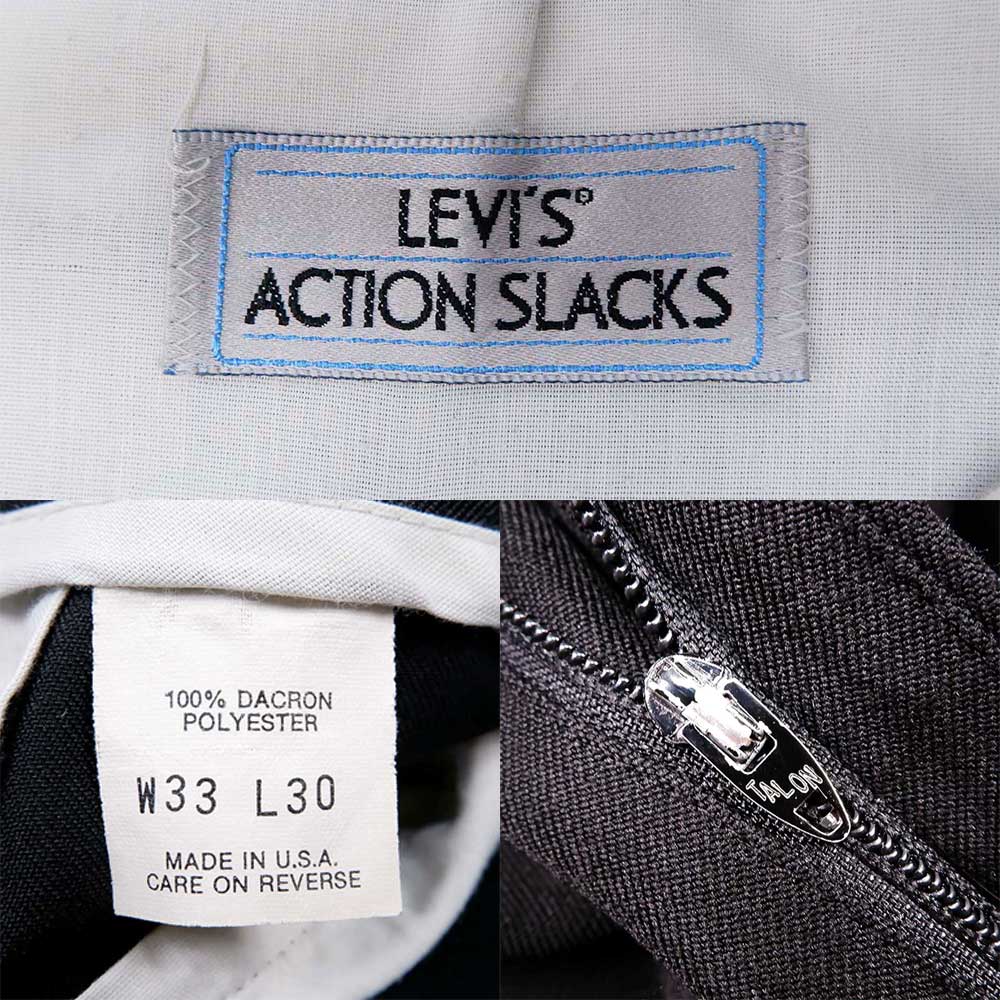 LEVI'S®
ACTION SLACKS
100% DACRON
POLYESTER
W33 L30
MADE IN U.S.A.
CARE ON REVERSE
TALON